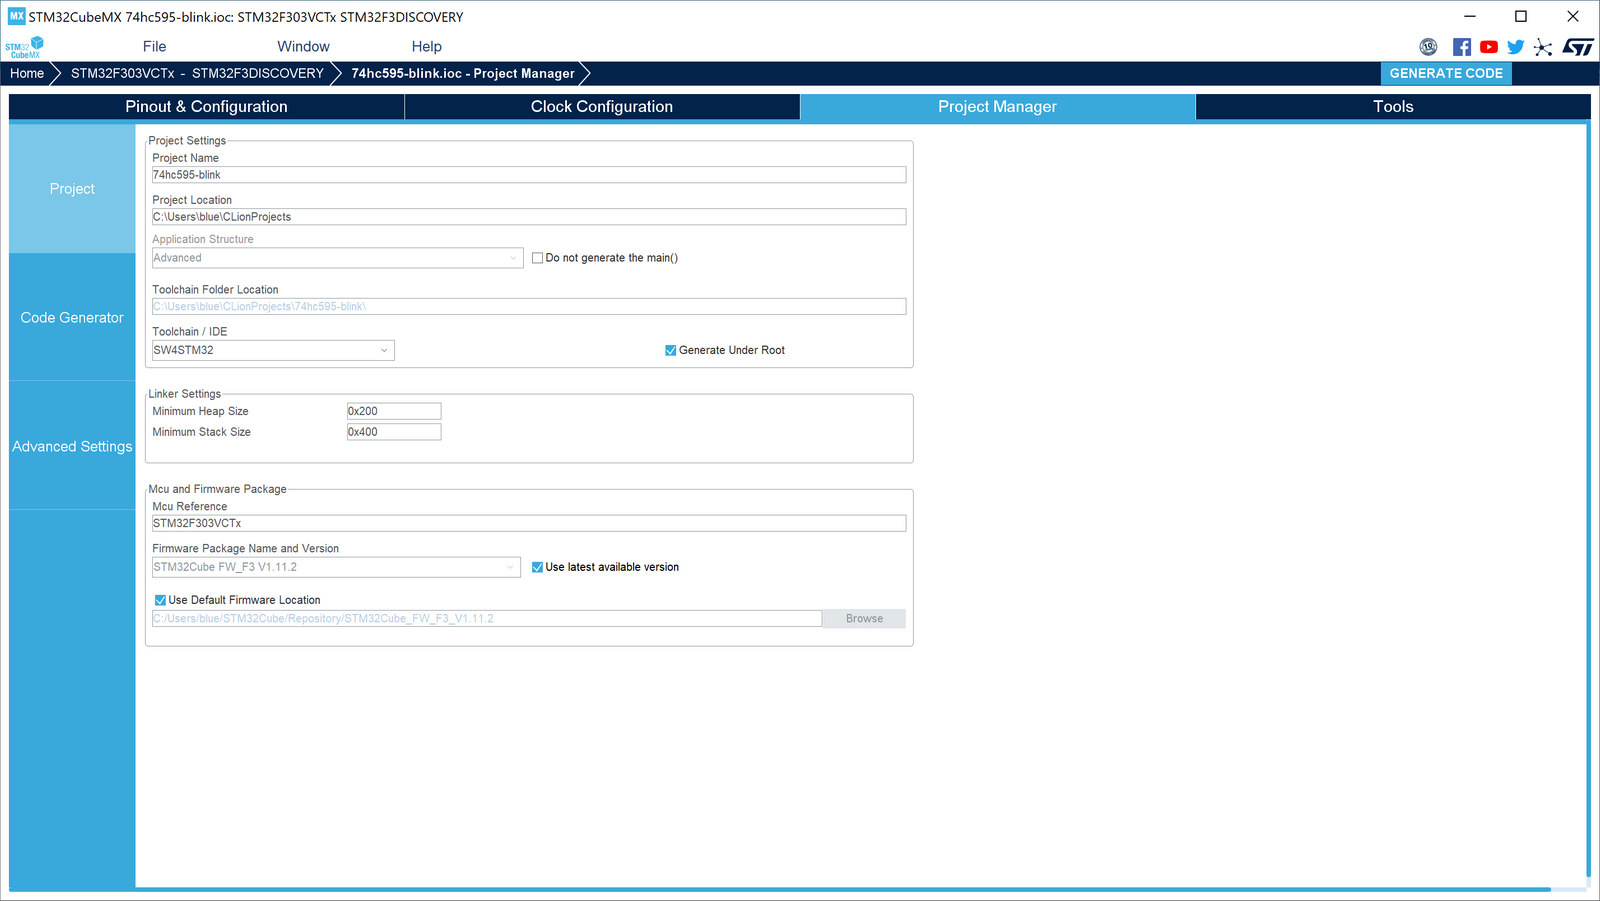 MX STM32CubeMX 74hc595-blink.ioc: STM32F303VCTx STM32F3DISCOVERY
STM32
CubeMX
File Window Help
Home STM32F303VCTx - STM32F3DISCOVERY 74hc595-blink.ioc - Project Manager GENERATE CODE
Pinout & Configuration Clock Configuration Project Manager Tools
Project
Code Generator
Advanced Settings
Project Settings
Project Name
74hc595-blink
Project Location
C:\Users\blue\CLionProjects
Application Structure
Advanced Do not generate the main()
Toolchain Folder Location
C:\Users\blue\CLionProjects\74hc595-blink\
Toolchain / IDE
SW4STM32 Generate Under Root
Linker Settings
Minimum Heap Size 0x200
Minimum Stack Size 0x400
Mcu and Firmware Package
Mcu Reference
STM32F303VCTx
Firmware Package Name and Version
STM32Cube FW_F3 V1.11.2 Use latest available version
Use Default Firmware Location
C:/Users/blue/STM32Cube/Repository/STM32Cube_FW_F3_V1.11.2 Browse